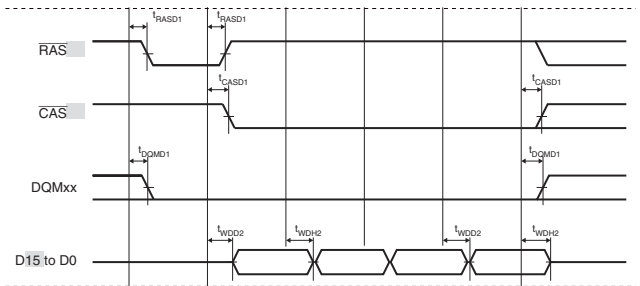 tRASD1 tRASD1
RAS
tCASD1 tCASD1
CAS
tDQMD1 tDQMD1
DQMxx
tWDD2 tWDH2 tWDD2 tWDH2
D15 to D0